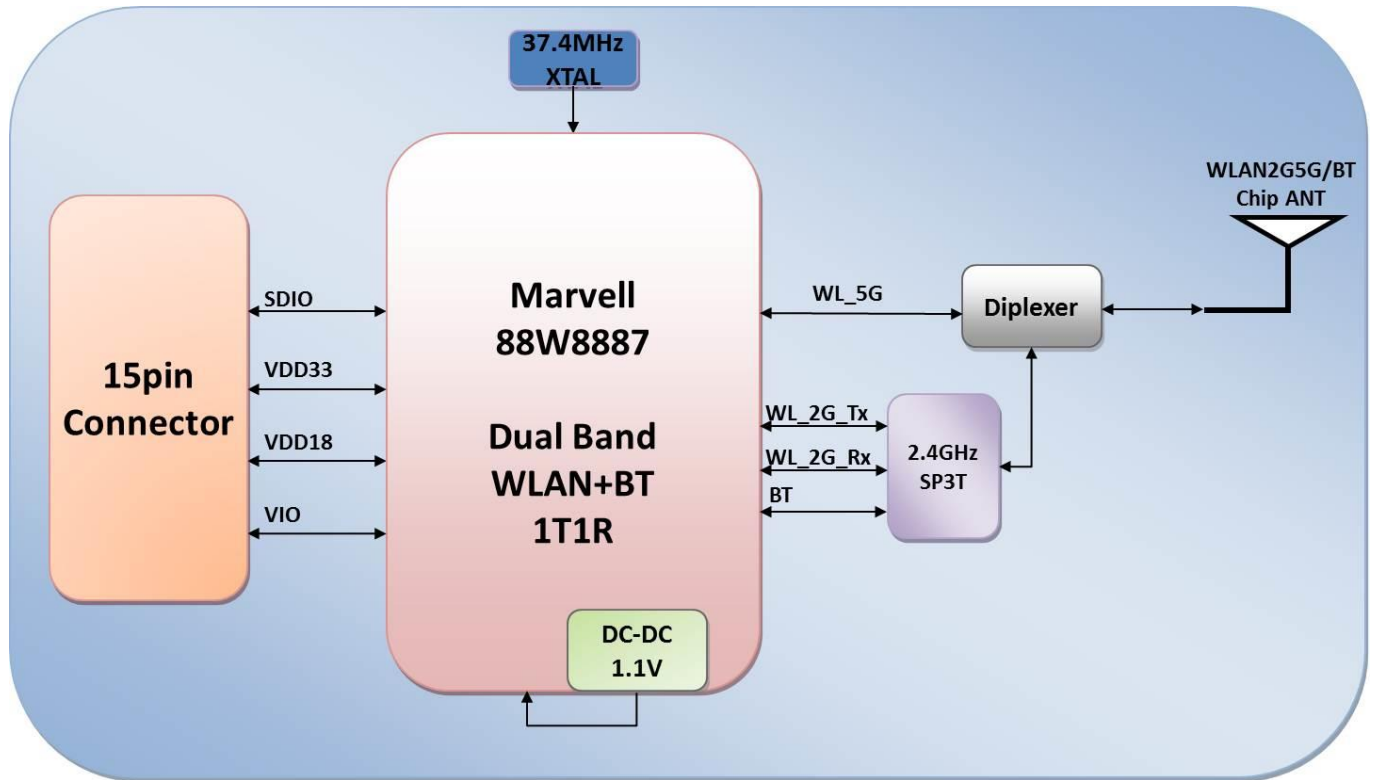 37.4MHz
XTAL
WLAN2G5G/BT
Chip ANT
15pin
Connector
SDIO
VDD33
VDD18
VIO
Marvell
88W8887
Dual Band
WLAN+BT
1T1R
DC-DC
1.1V
WL_5G
WL_2G_Tx
WL_2G_Rx
BT
Diplexer
2.4GHz
SP3T